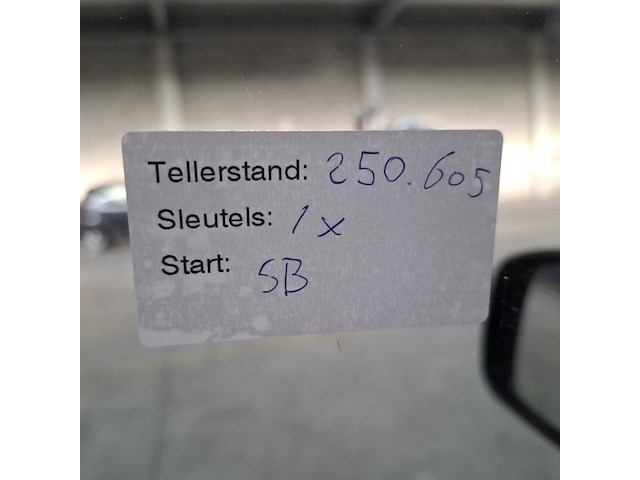 Tellerstand: 250.605
Sleutels: 1x
Start: SB